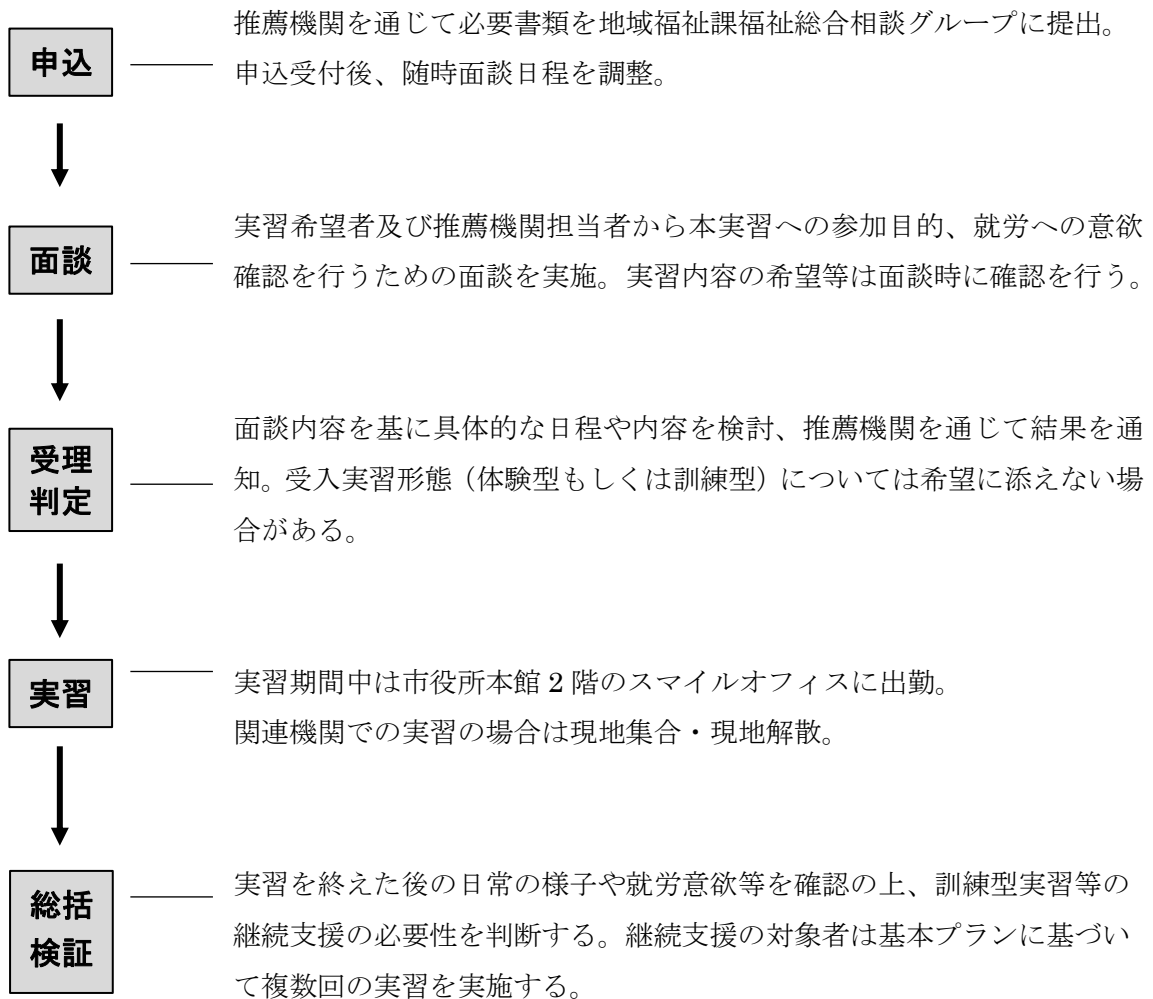 申込
推薦機関を通じて必要書類を地域福祉課福祉総合相談グループに提出。
申込受付後、随時面談日程を調整。
面談
実習希望者及び推薦機関担当者から本実習への参加目的、就労への意欲
確認を行うための面談を実施。実習内容の希望等は面談時に確認を行う。
受理
判定
面談内容を基に具体的な日程や内容を検討、推薦機関を通じて結果を通
知。受入実習形態（体験型もしくは訓練型）については希望に添えない場
合がある。
実習
実習期間中は市役所本館2階のスマイルオフィスに出勤。
関連機関での実習の場合は現地集合・現地解散。
総括
検証
実習を終えた後の日常の様子や就労意欲等を確認の上、訓練型実習等の
継続支援の必要性を判断する。継続支援の対象者は基本プランに基づい
て複数回の実習を実施する。